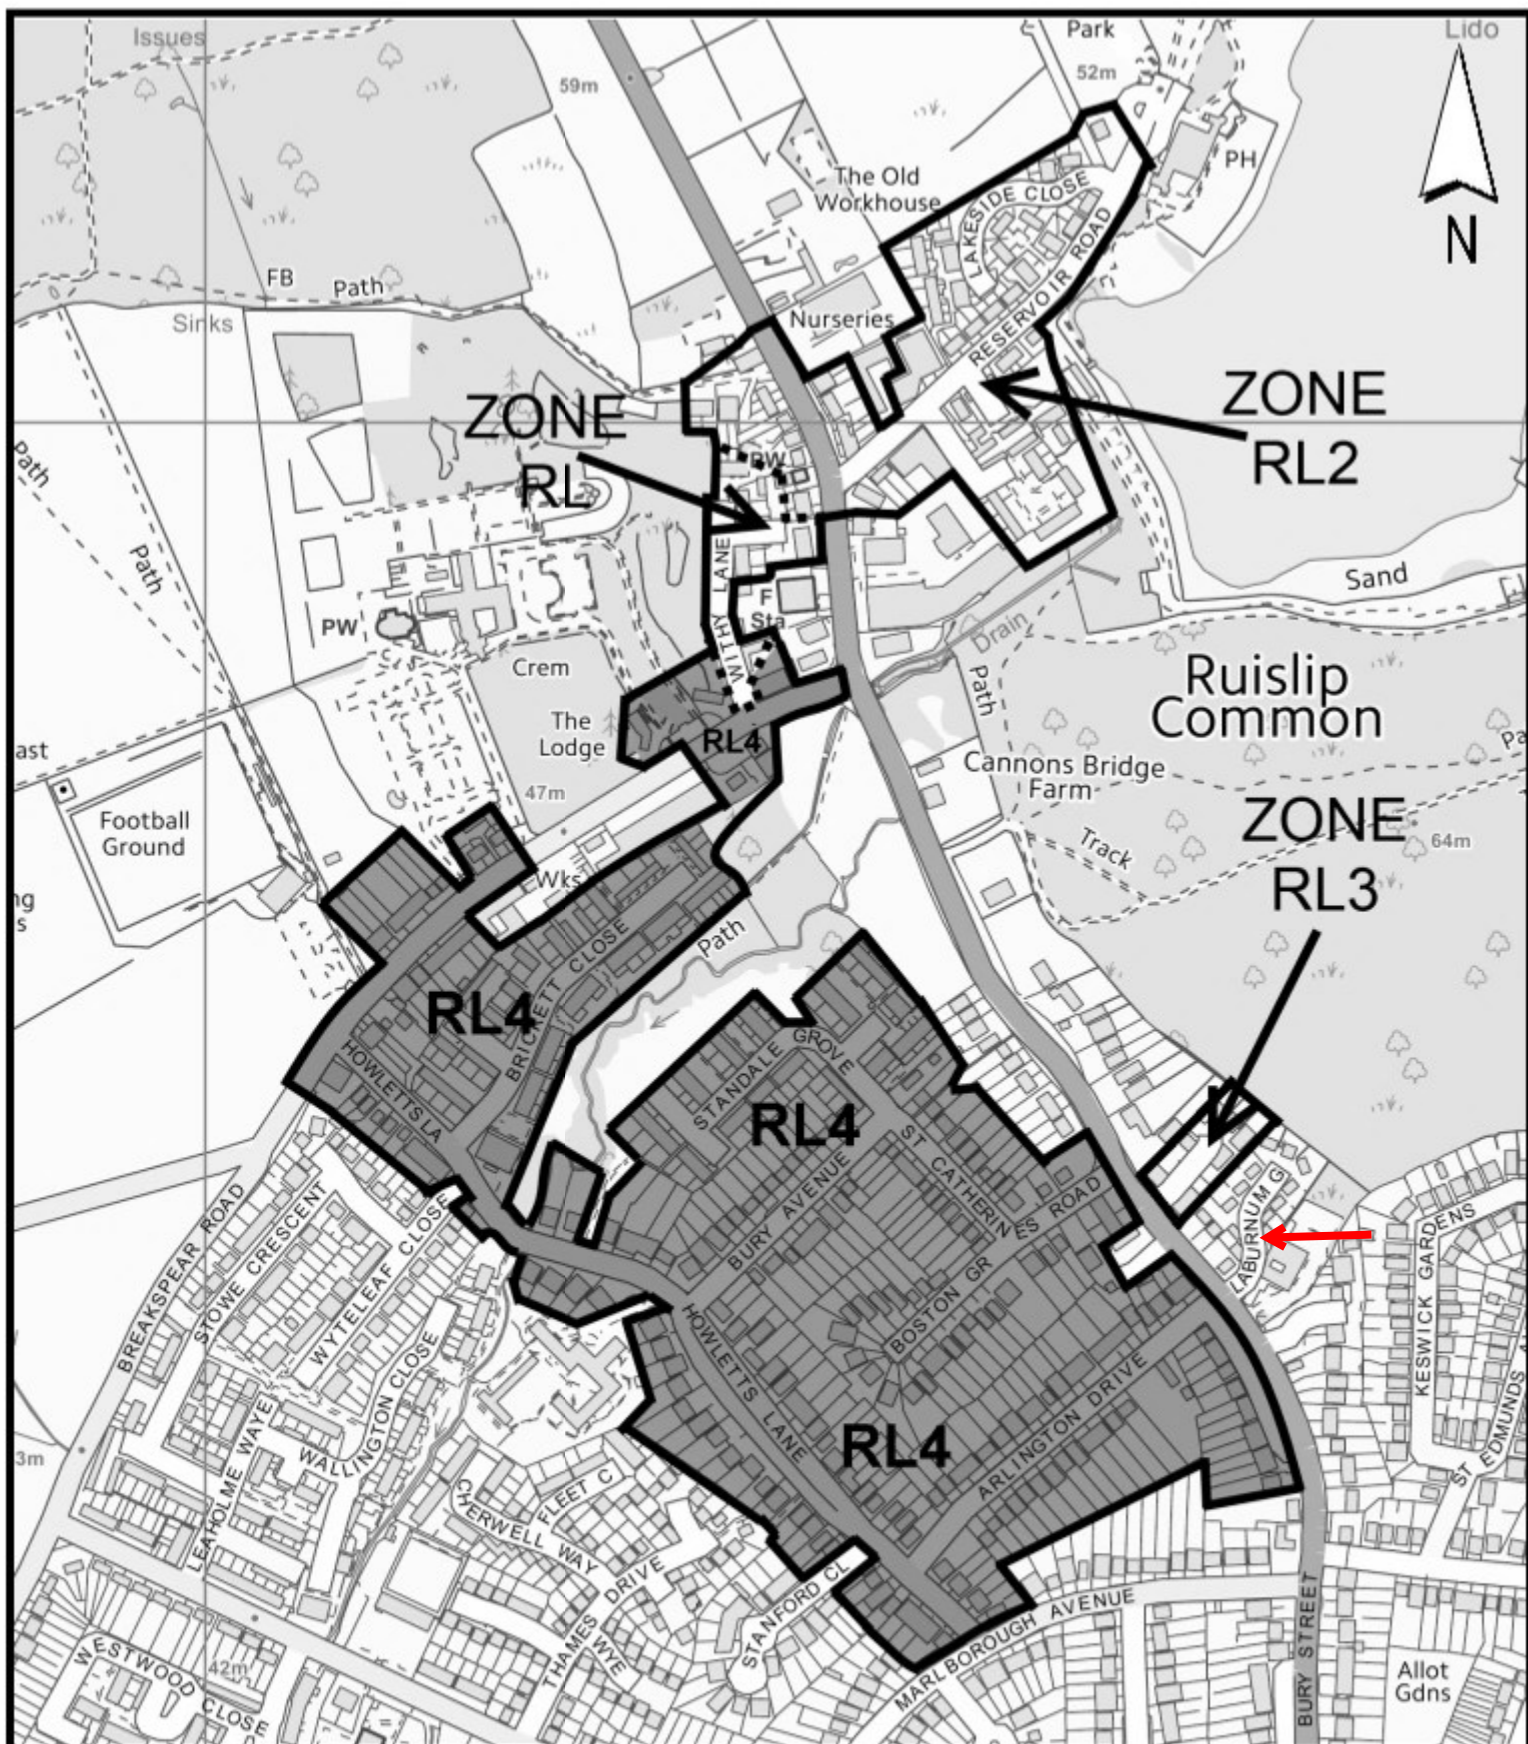 Issues
Park
Lido
59m
52m
PH
The Old
Workhouse
LAKESIDE CLOSE
N
FB
Path
Sinks
Nurseries
RESERVOIR ROAD
ZONE
RL
ZONE
RL2
Path
PW
Path
WITHY LANE
F
Sta
Sand
PW
Drain
Crem
Path
Ruislip
Common
The
Lodge
RL4
ast
Cannons Bridge
Farm
47m
Football
Ground
ZONE
RL3
Track
64m
Wks
Path
RL4
BRICKETT CLOSE
HOWLETTS LA
STANDALE GROVE
RL4
ST CATHERINES ROAD
BURY AVENUE
LABURNUM G
BREAKSPEAR ROAD
STOWE CRESCENT
WYTELEAF CLOSE
KESWICK GARDENS
BOSTON GR
HOWLETTS LANE
WALLINGTON CLOSE
LEAHOLME WAYE
ARLINGTON DRIVE
RL4
ST EDMUNDS A
3m
FLEET C
CHERWELL WAY
THAMES DRIVE
WYE
STANFORD CL
MARLBOROUGH AVENUE
BURY STREET
WESTWOOD CLOSE
42m
Allot
Gdns